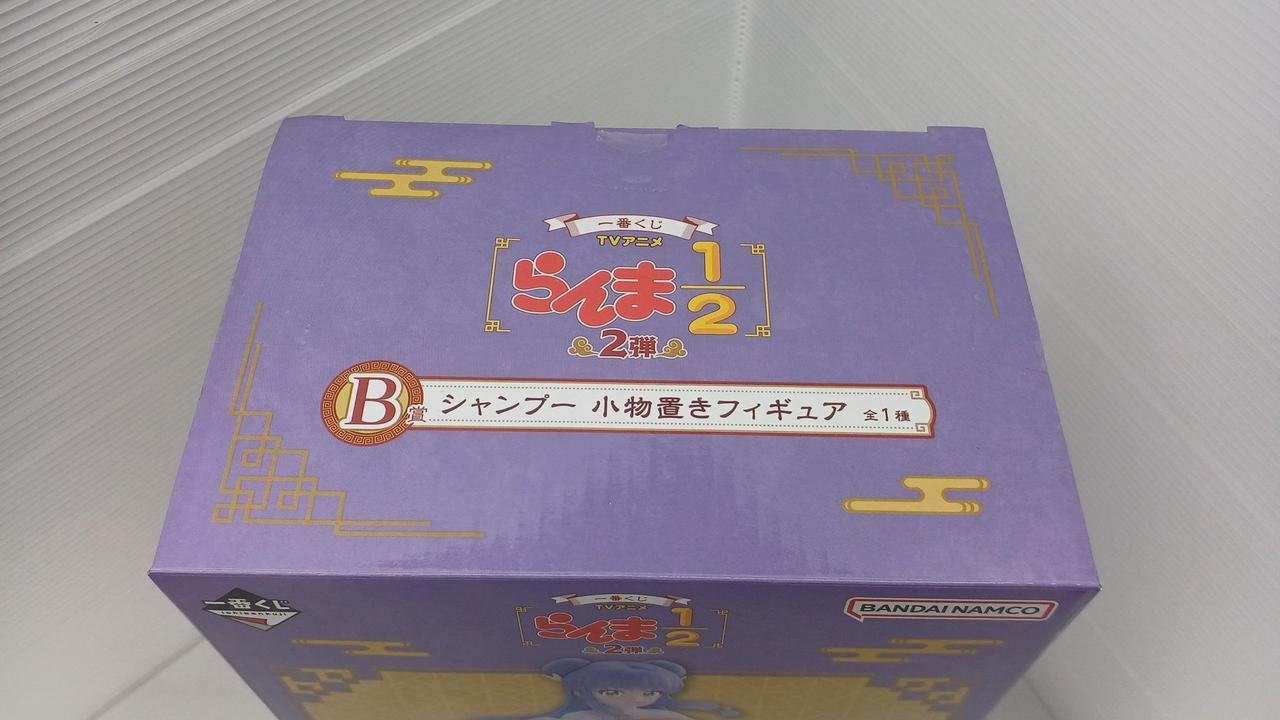 一番くじ
TVアニメ
らんま1/2
2弾
B賞 シャンプー 小物置きフィギュア 全1種
一番くじ
ichibankuji
一番くじ
TVアニメ
らんま1/2
2弾
BANDAI NAMCO